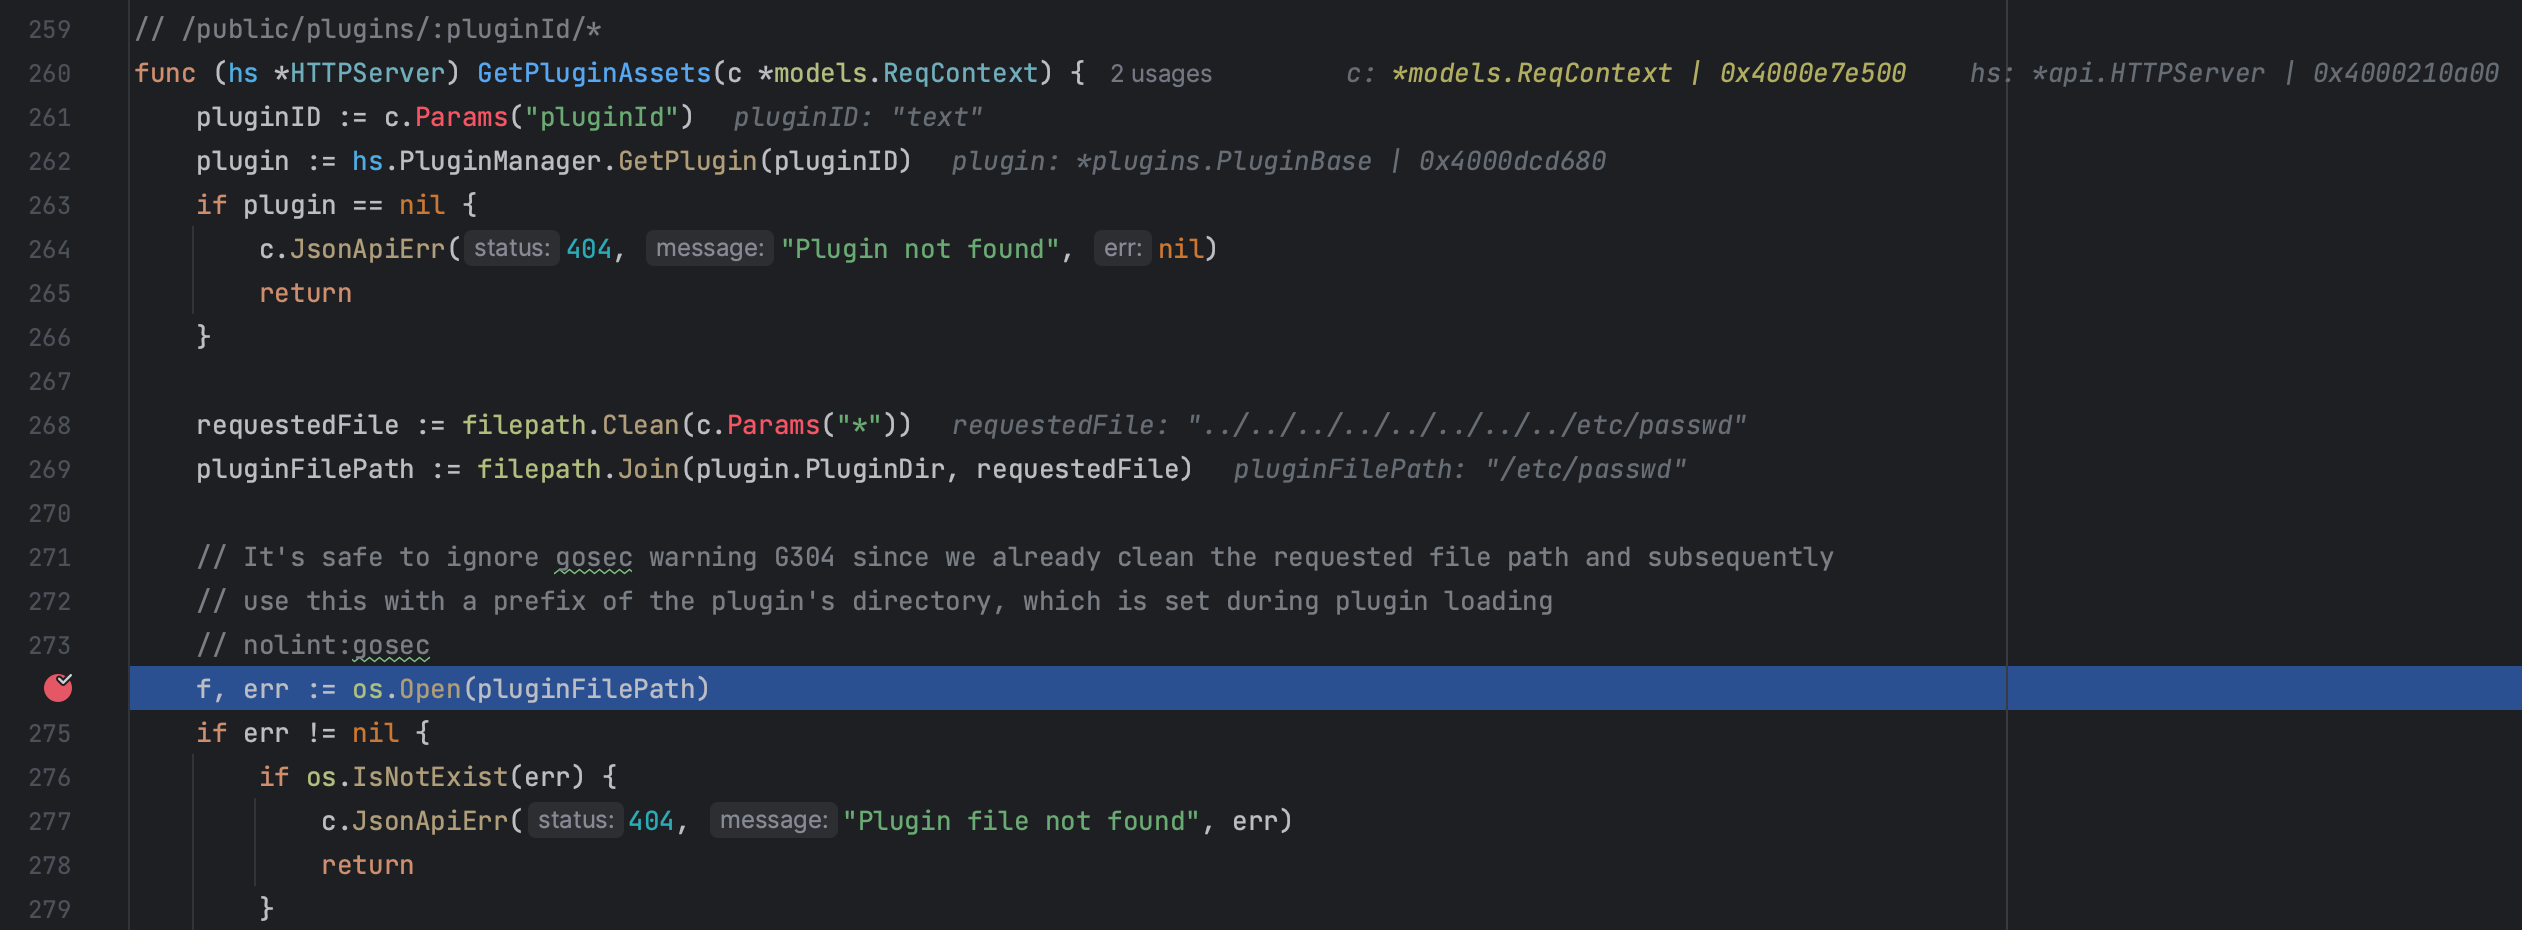 259 // /public/plugins/:pluginId/*
260 func (hs *HTTPServer) GetPluginAssets(c *models.ReqContext) { 2 usages c: *models.ReqContext | 0x4000e7e500 hs: *api.HTTPServer | 0x4000210a00
261 pluginID := c.Params("pluginId") pluginID: "text"
262 plugin := hs.PluginManager.GetPlugin(pluginID) plugin: *plugins.PluginBase | 0x4000dcd680
263 if plugin == nil {
264 c.JsonApiErr( status: 404, message: "Plugin not found", err: nil)
265 return
266 }
267
268 requestedFile := filepath.Clean(c.Params("*")) requestedFile: "../../../../../../../../etc/passwd"
269 pluginFilePath := filepath.Join(plugin.PluginDir, requestedFile) pluginFilePath: "/etc/passwd"
270
271 // It's safe to ignore gosec warning G304 since we already clean the requested file path and subsequently
272 // use this with a prefix of the plugin's directory, which is set during plugin loading
273 // nolint:gosec
f, err := os.Open(pluginFilePath)
275 if err != nil {
276 if os.IsNotExist(err) {
277 c.JsonApiErr( status: 404, message: "Plugin file not found", err)
278 return
279 }